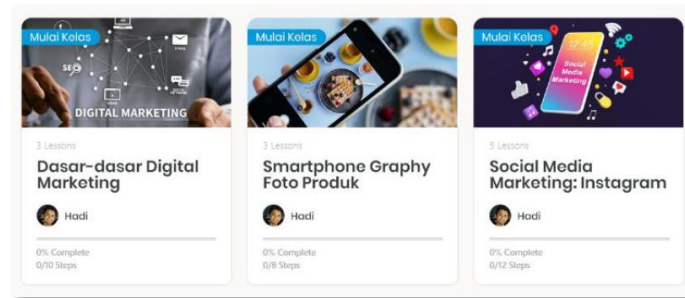 Mulai Kelas
E-MAIL
SEO
DIGITAL MARKETING
3 Lessons
Dasar-dasar Digital
Marketing
Hadi
0% Complete
0/10 Steps
Mulai Kelas
3 Lessons
Smartphone Graphy
Foto Produk
Hadi
0% Complete
0/8 Steps
Mulai Kelas
Social
Media
Marketing
5 Lessons
Social Media
Marketing: Instagram
Hadi
0% Complete
0/12 Steps